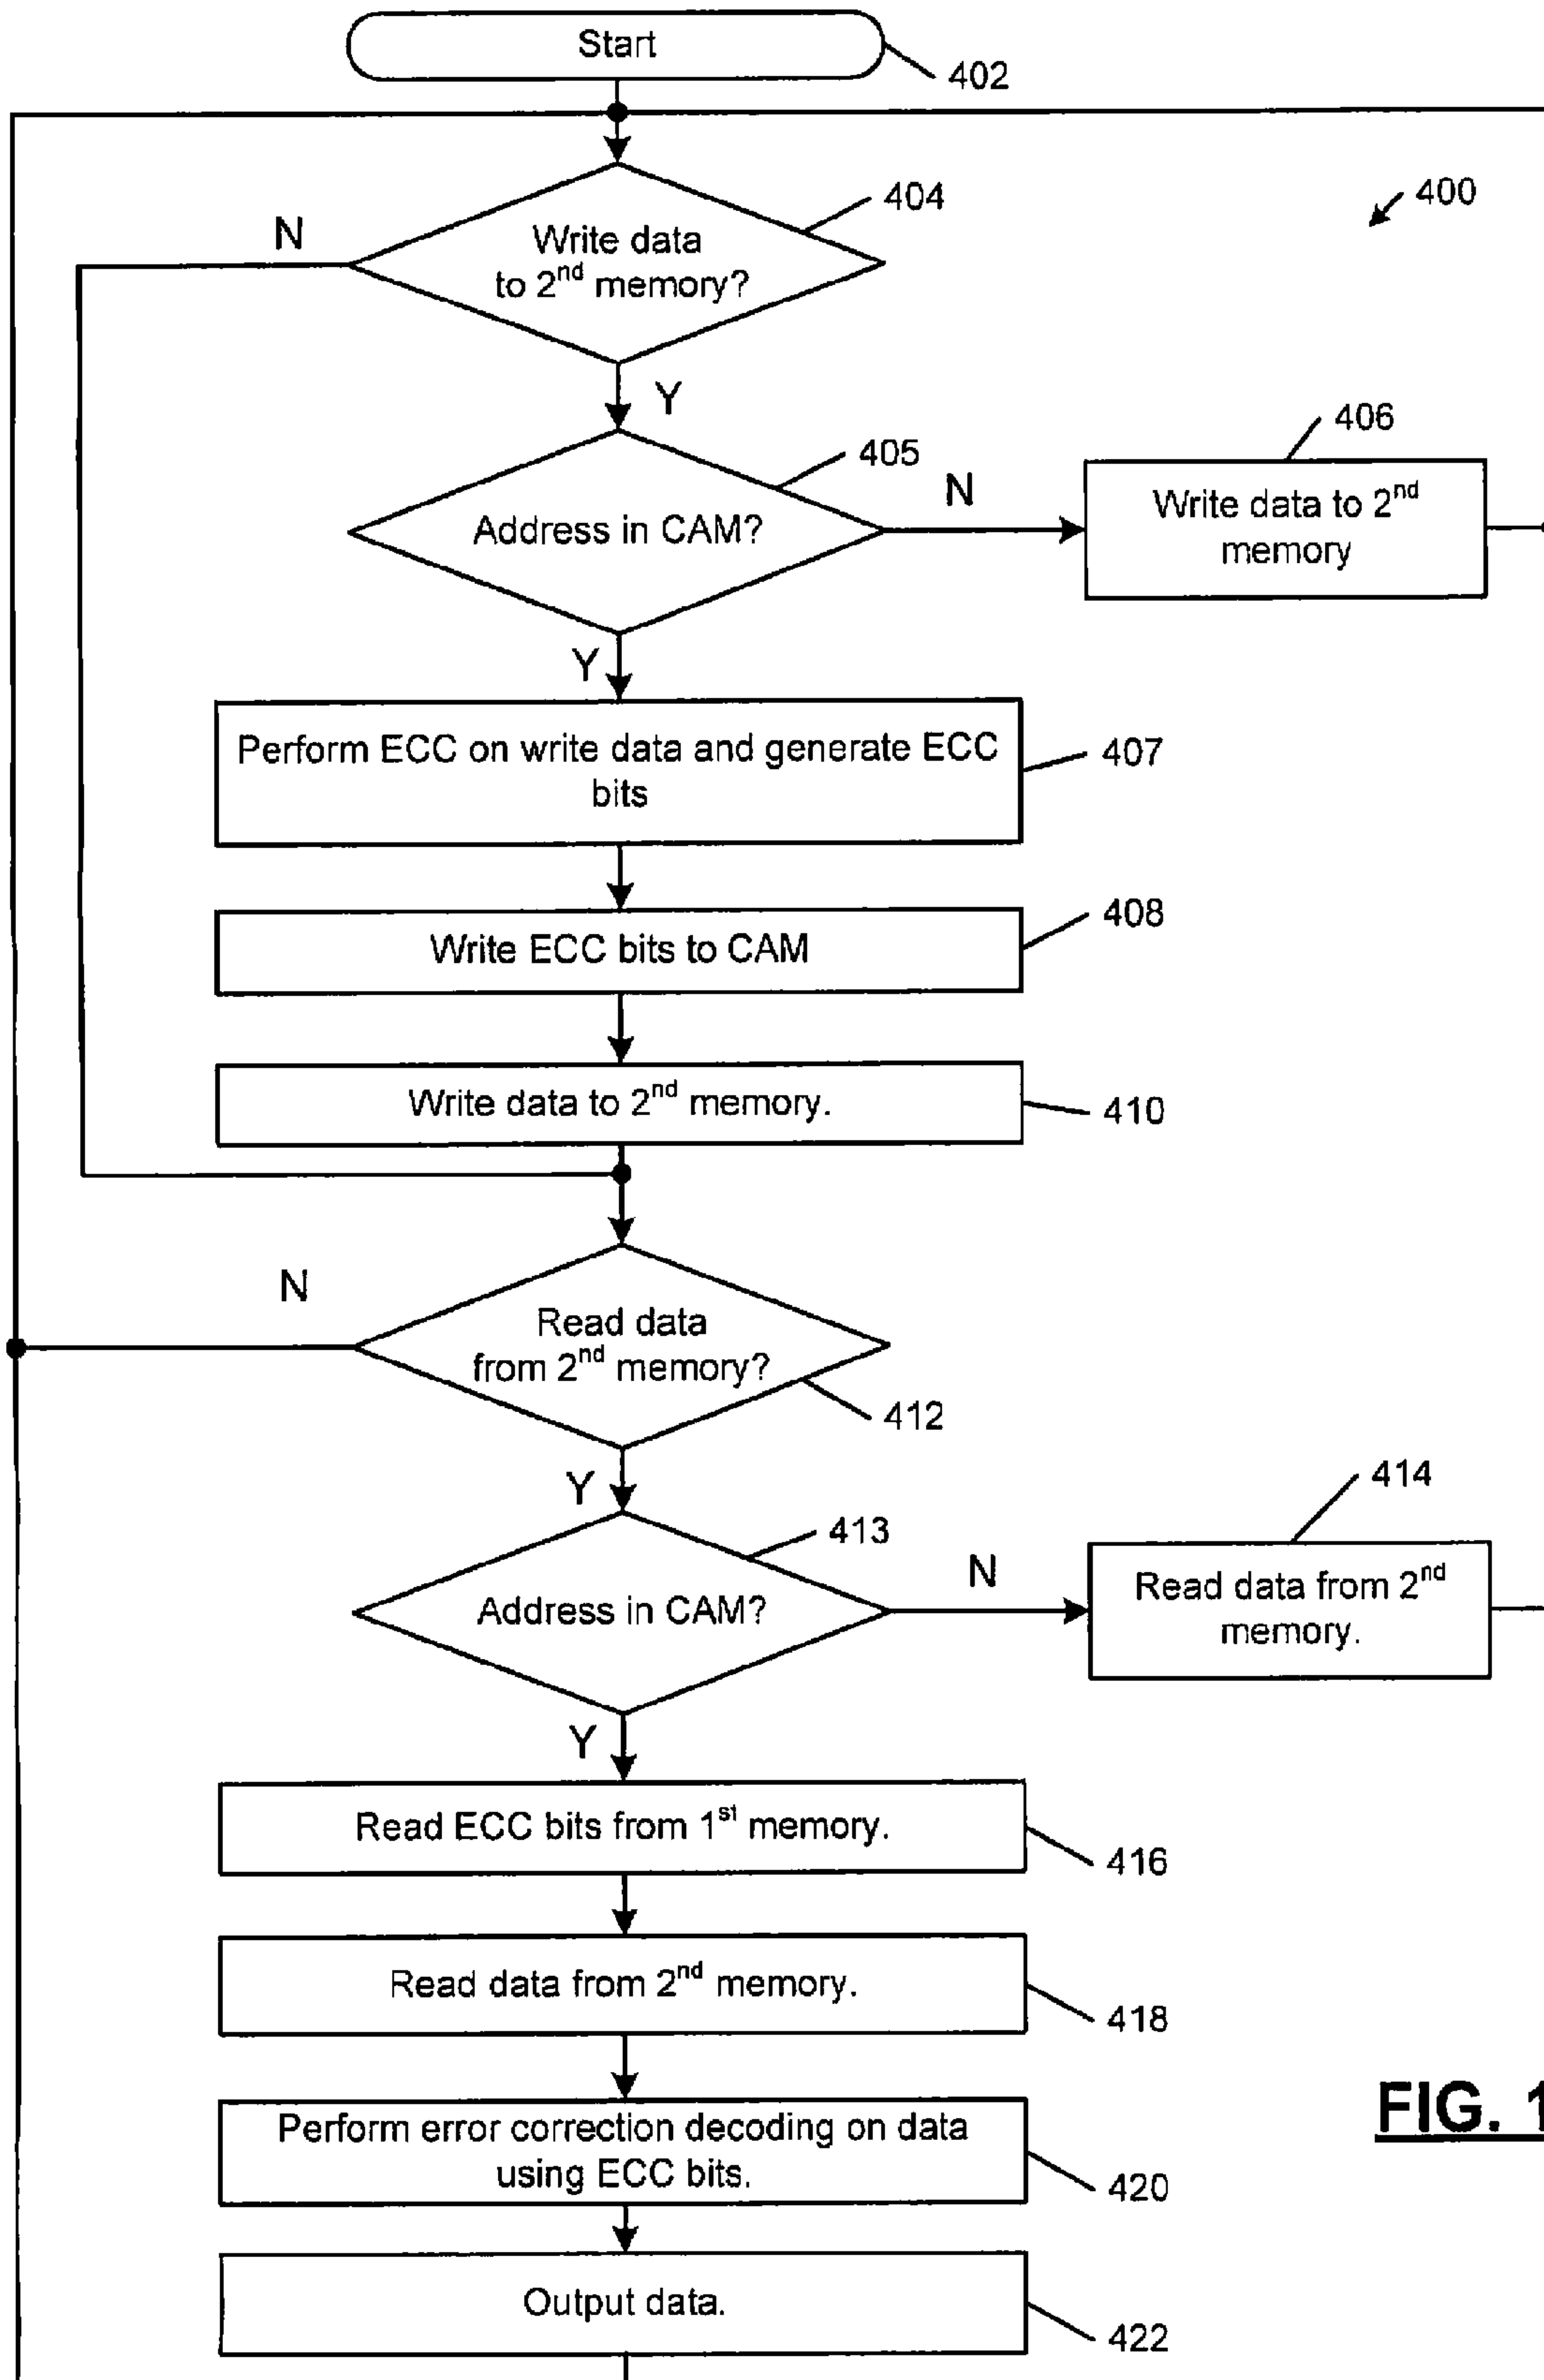 Start
402
400
404
N
Write data
to 2nd memory?
Y
406
405
N
Write data to 2nd
memory
Address in CAM?
Y
Perform ECC on write data and generate ECC
bits
407
408
Write ECC bits to CAM
Write data to 2nd memory.
410
N
Read data
from 2nd memory?
412
Y
414
413
N
Read data from 2nd
memory.
Address in CAM?
Y
Read ECC bits from 1st memory.
416
Read data from 2nd memory.
418
FIG. 1
Perform error correction decoding on data
using ECC bits.
420
Output data.
422